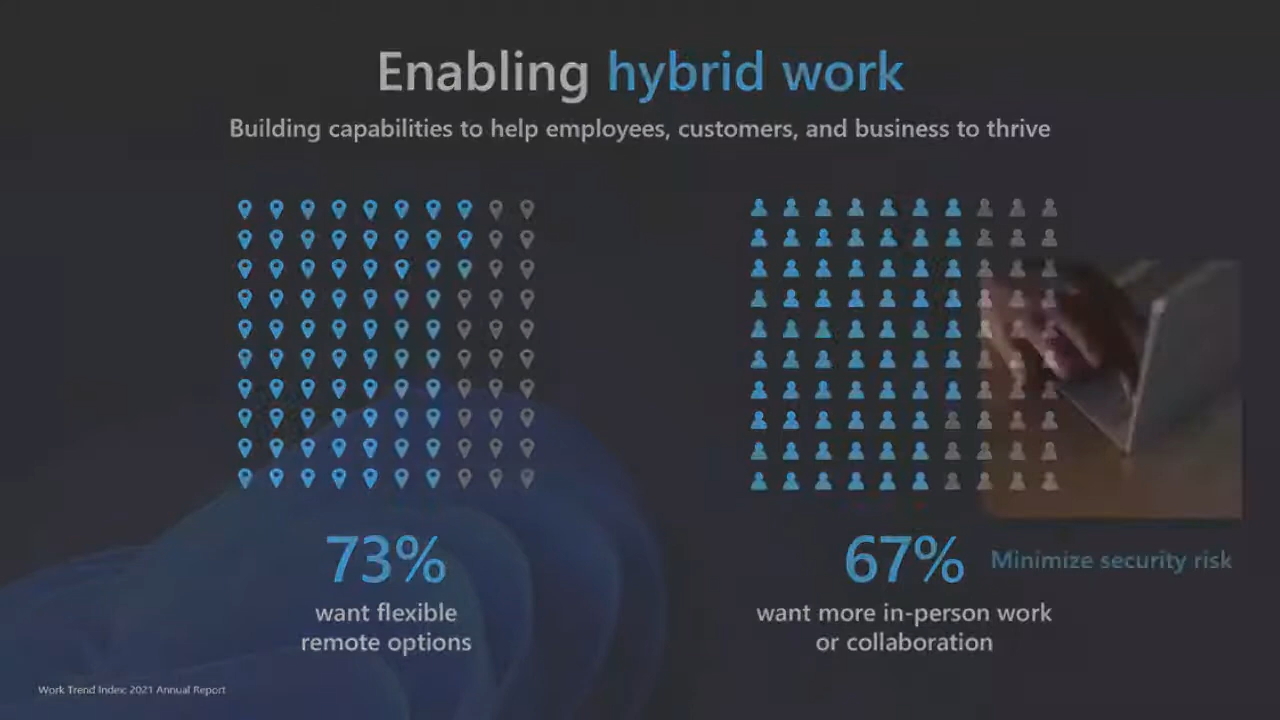 Enabling hybrid work
Building capabilities to help employees, customers, and business to thrive
73%
want flexible
remote options
67%
want more in-person work
or collaboration
Minimize security risk
Work Trend Index 2021 Annual Report